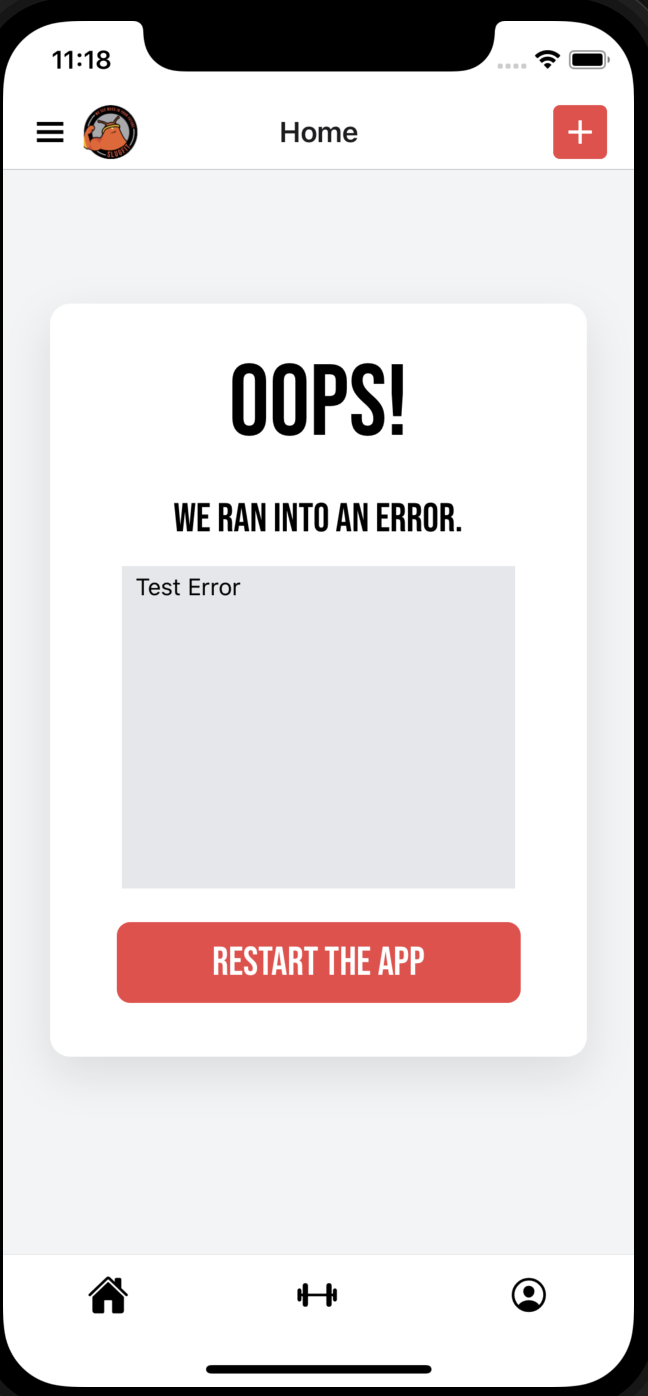 11:18
Home
OOPS!
WE RAN INTO AN ERROR.
Test Error
RESTART THE APP